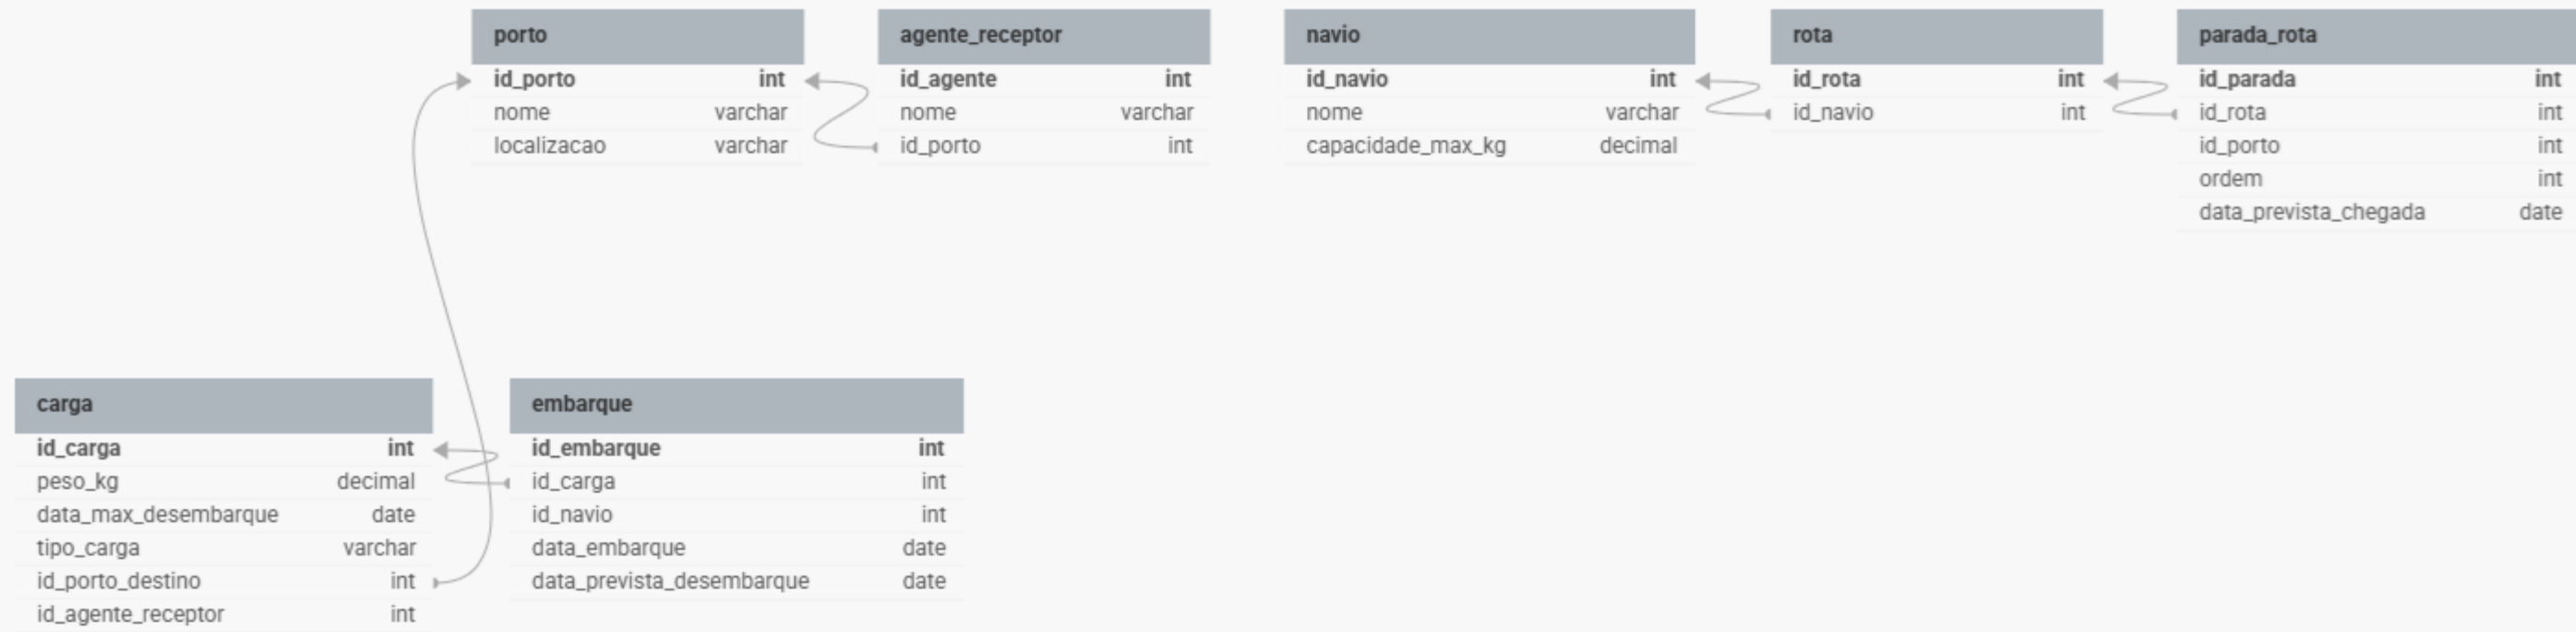 porto
id_porto int
nome varchar
localizacao varchar
agente_receptor
id_agente int
nome varchar
id_porto int
navio
id_navio int
nome varchar
capacidade_max_kg decimal
rota
id_rota int
id_navio int
parada_rota
id_parada int
id_rota int
id_porto int
ordem int
data_prevista_chegada date
carga
id_carga int
peso_kg decimal
data_max_desembarque date
tipo_carga varchar
id_porto_destino int
id_agente_receptor int
embarque
id_embarque int
id_carga int
id_navio int
data_embarque date
data_prevista_desembarque date